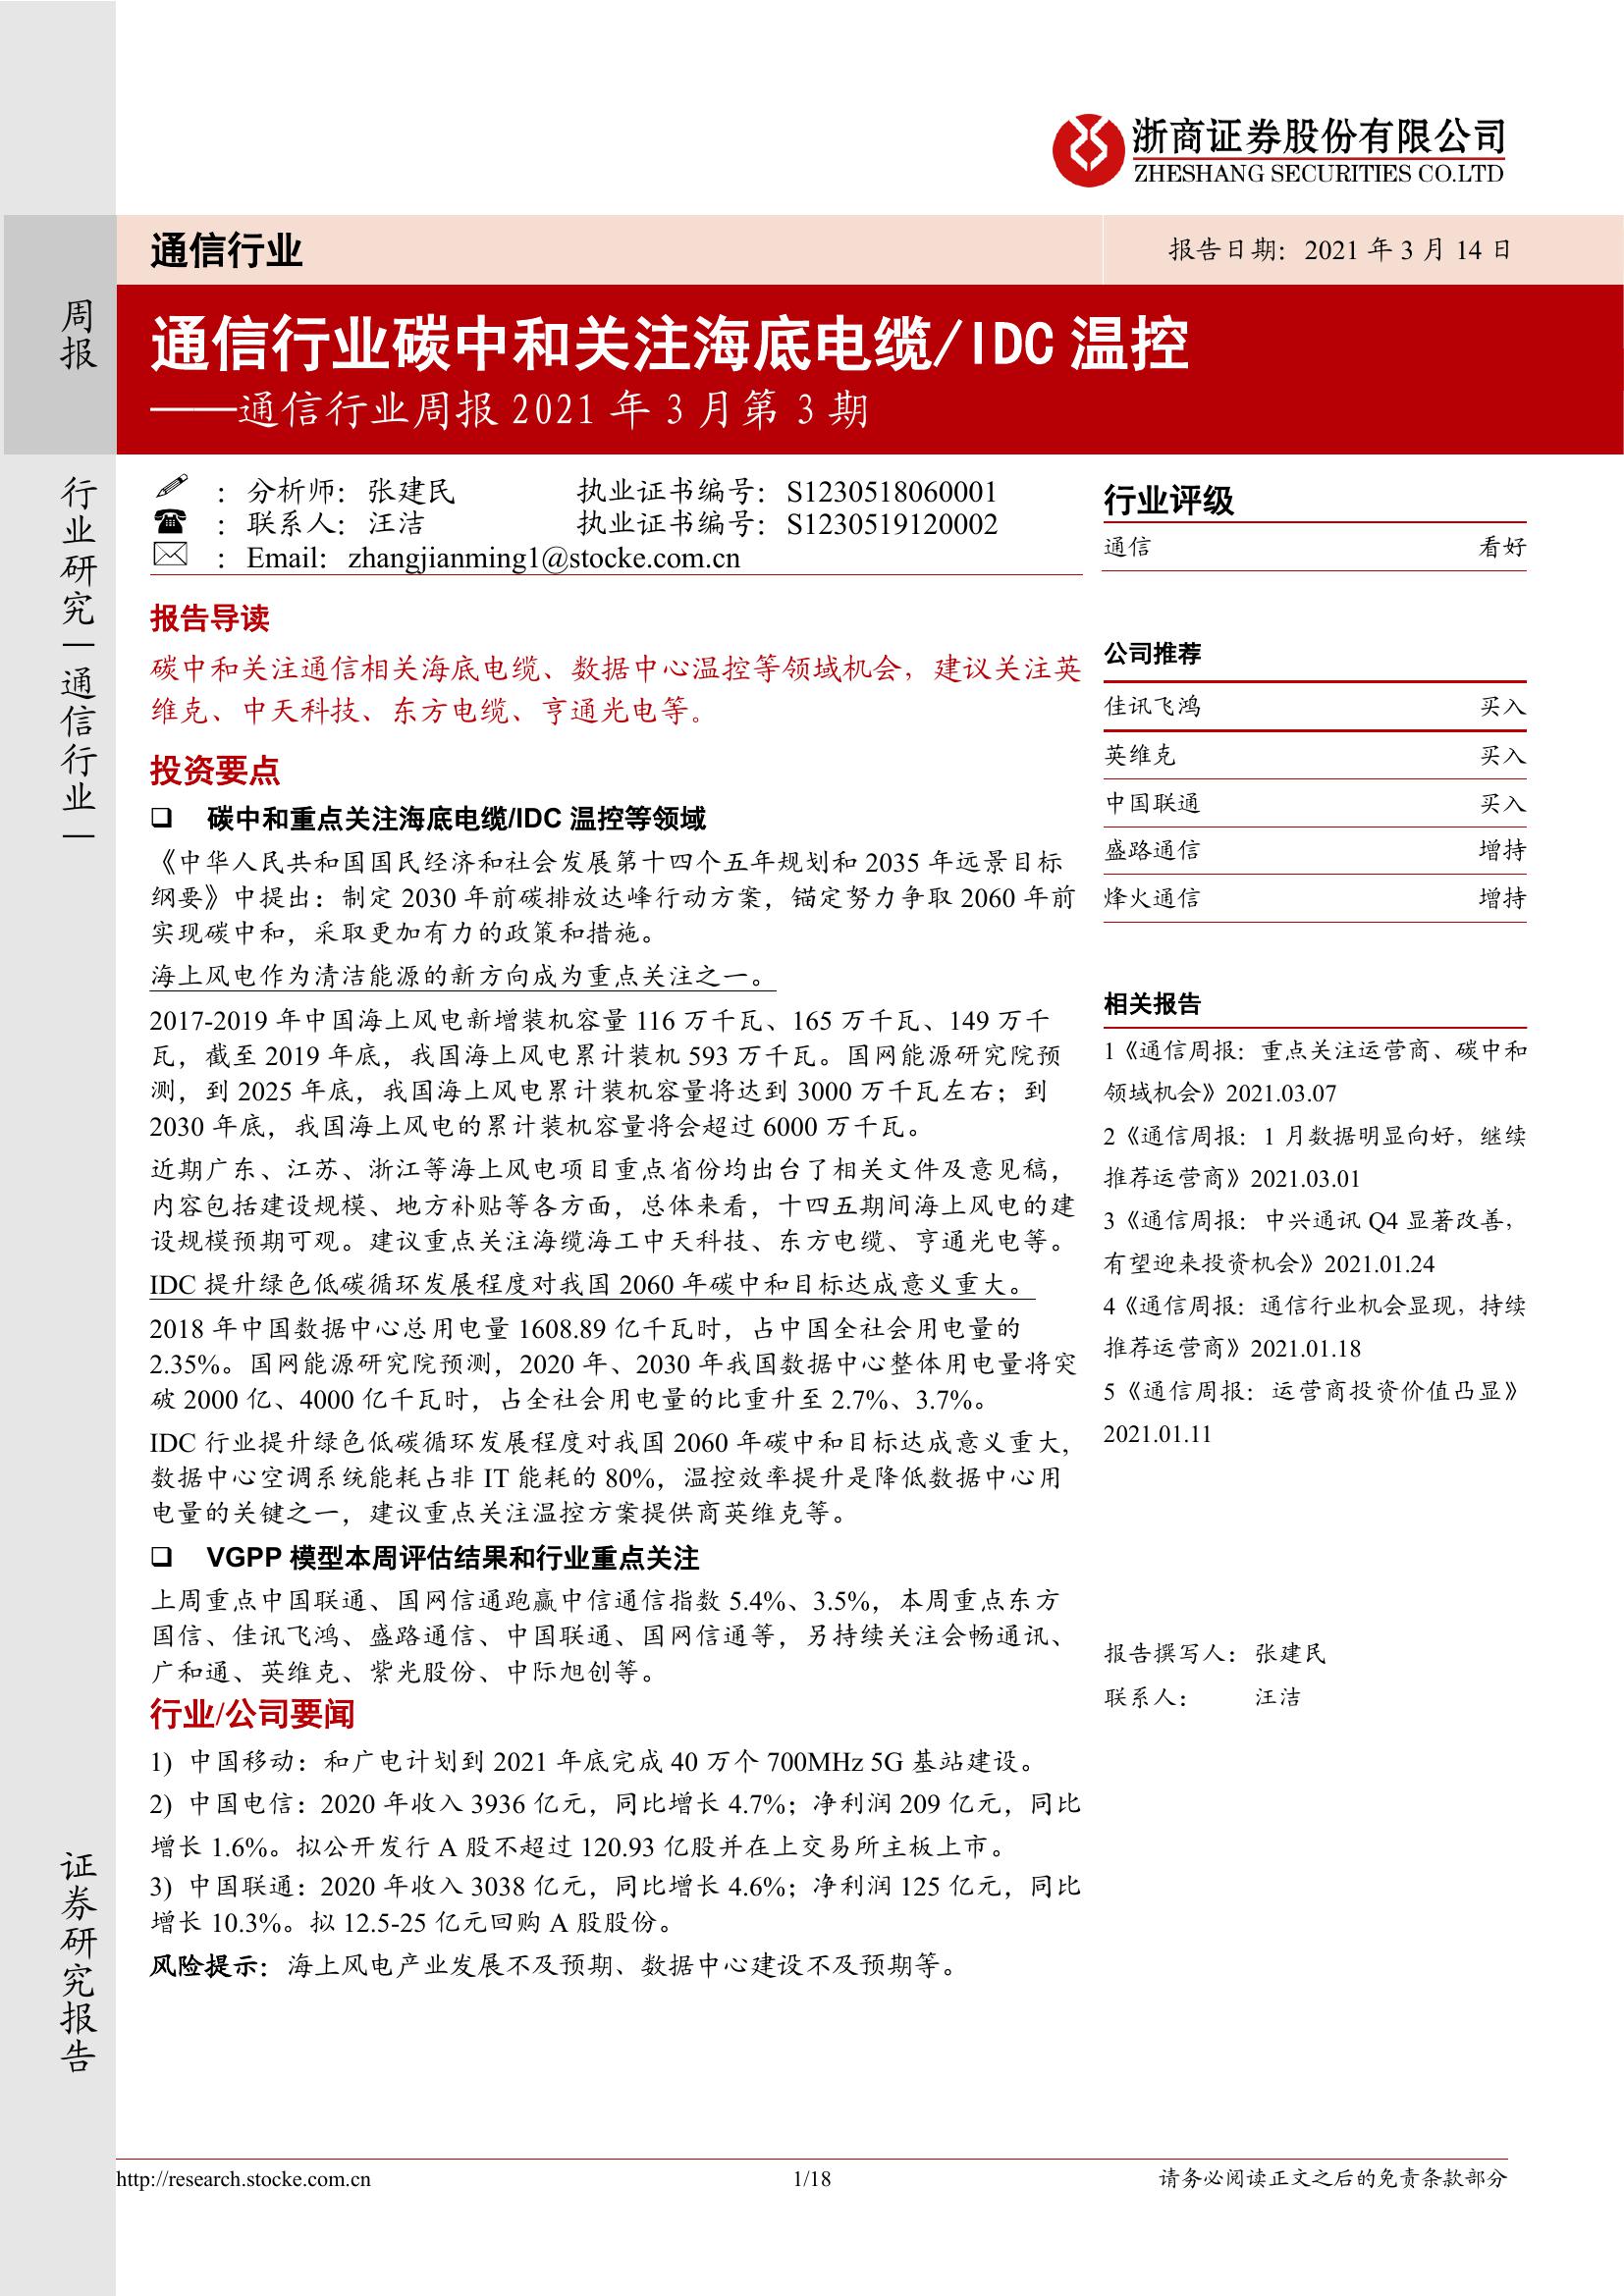 浙商证券股份有限公司
ZHESHANG SECURITIES CO.LTD
通信行业
报告日期：2021 年 3 月 14 日
周报
通信行业碳中和关注海底电缆/IDC 温控
——通信行业周报 2021 年 3 月第 3 期
行业研究｜通信行业｜
：分析师：张建民 执业证书编号：S1230518060001
：联系人：汪洁 执业证书编号：S1230519120002
：Email：zhangjianming1@stocke.com.cn
报告导读
碳中和关注通信相关海底电缆、数据中心温控等领域机会，建议关注英
维克、中天科技、东方电缆、亨通光电等。
投资要点
❑ 碳中和重点关注海底电缆/IDC 温控等领域
《中华人民共和国国民经济和社会发展第十四个五年规划和 2035 年远景目标
纲要》中提出：制定 2030 年前碳排放达峰行动方案，锚定努力争取 2060 年前
实现碳中和，采取更加有力的政策和措施。
海上风电作为清洁能源的新方向成为重点关注之一。
2017-2019 年中国海上风电新增装机容量 116 万千瓦、165 万千瓦、149 万千
瓦，截至 2019 年底，我国海上风电累计装机 593 万千瓦。国网能源研究院预
测，到 2025 年底，我国海上风电累计装机容量将达到 3000 万千瓦左右；到
2030 年底，我国海上风电的累计装机容量将会超过 6000 万千瓦。
近期广东、江苏、浙江等海上风电项目重点省份均出台了相关文件及意见稿，
内容包括建设规模、地方补贴等各方面，总体来看，十四五期间海上风电的建
设规模预期可观。建议重点关注海缆海工中天科技、东方电缆、亨通光电等。
IDC 提升绿色低碳循环发展程度对我国 2060 年碳中和目标达成意义重大。
2018 年中国数据中心总用电量 1608.89 亿千瓦时，占中国全社会用电量的
2.35%。国网能源研究院预测，2020 年、2030 年我国数据中心整体用电量将突
破 2000 亿、4000 亿千瓦时，占全社会用电量的比重升至 2.7%、3.7%。
IDC 行业提升绿色低碳循环发展程度对我国 2060 年碳中和目标达成意义重大，
数据中心空调系统能耗占非 IT 能耗的 80%，温控效率提升是降低数据中心用
电量的关键之一，建议重点关注温控方案提供商英维克等。
❑ VGPP 模型本周评估结果和行业重点关注
上周重点中国联通、国网信通跑赢中信通信指数 5.4%、3.5%，本周重点东方
国信、佳讯飞鸿、盛路通信、中国联通、国网信通等，另持续关注会畅通讯、
广和通、英维克、紫光股份、中际旭创等。
行业/公司要闻
1) 中国移动：和广电计划到 2021 年底完成 40 万个 700MHz 5G 基站建设。
2) 中国电信：2020 年收入 3936 亿元，同比增长 4.7%；净利润 209 亿元，同比
增长 1.6%。拟公开发行 A 股不超过 120.93 亿股并在上交易所主板上市。
3) 中国联通：2020 年收入 3038 亿元，同比增长 4.6%；净利润 125 亿元，同比
增长 10.3%。拟 12.5-25 亿元回购 A 股股份。
风险提示：海上风电产业发展不及预期、数据中心建设不及预期等。
行业评级
通信 看好
公司推荐
佳讯飞鸿 买入
英维克 买入
中国联通 买入
盛路通信 增持
烽火通信 增持
相关报告
1《通信周报：重点关注运营商、碳中和
领域机会》2021.03.07
2《通信周报：1 月数据明显向好，继续
推荐运营商》2021.03.01
3《通信周报：中兴通讯 Q4 显著改善，
有望迎来投资机会》2021.01.24
4《通信周报：通信行业机会显现，持续
推荐运营商》2021.01.18
5《通信周报：运营商投资价值凸显》
2021.01.11
报告撰写人：张建民
联系人： 汪洁
证券研究报告
http://research.stocke.com.cn 1/18 请务必阅读正文之后的免责条款部分